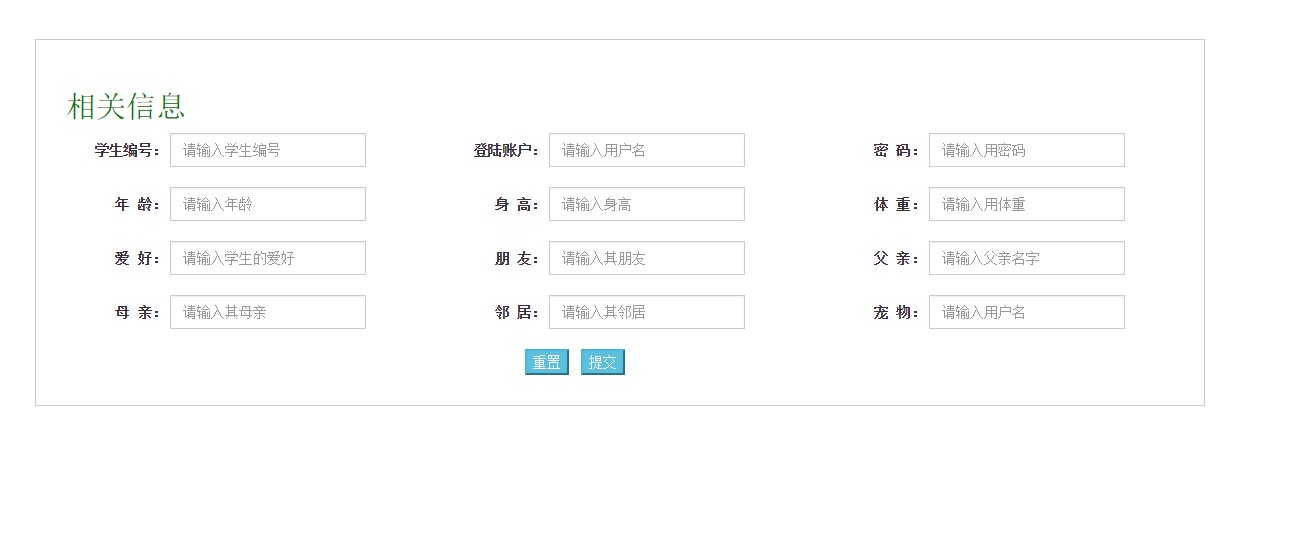 相关信息
学生编号： 请输入学生编号 登陆账户： 请输入用户名 密 码： 请输入用密码
年 龄： 请输入年龄 身 高： 请输入身高 体 重： 请输入用体重
爱 好： 请输入学生的爱好 朋 友： 请输入其朋友 父 亲： 请输入父亲名字
母 亲： 请输入其母亲 邻 居： 请输入其邻居 宠 物： 请输入用户名
重置 提交